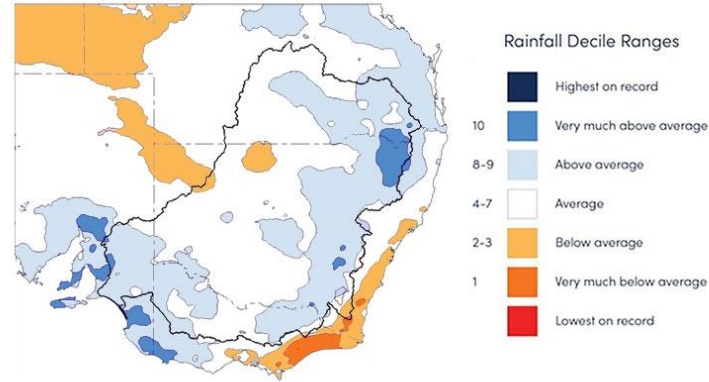 Rainfall Decile Ranges
Highest on record
10 Very much above average
8-9 Above average
4-7 Average
2-3 Below average
1 Very much below average
Lowest on record